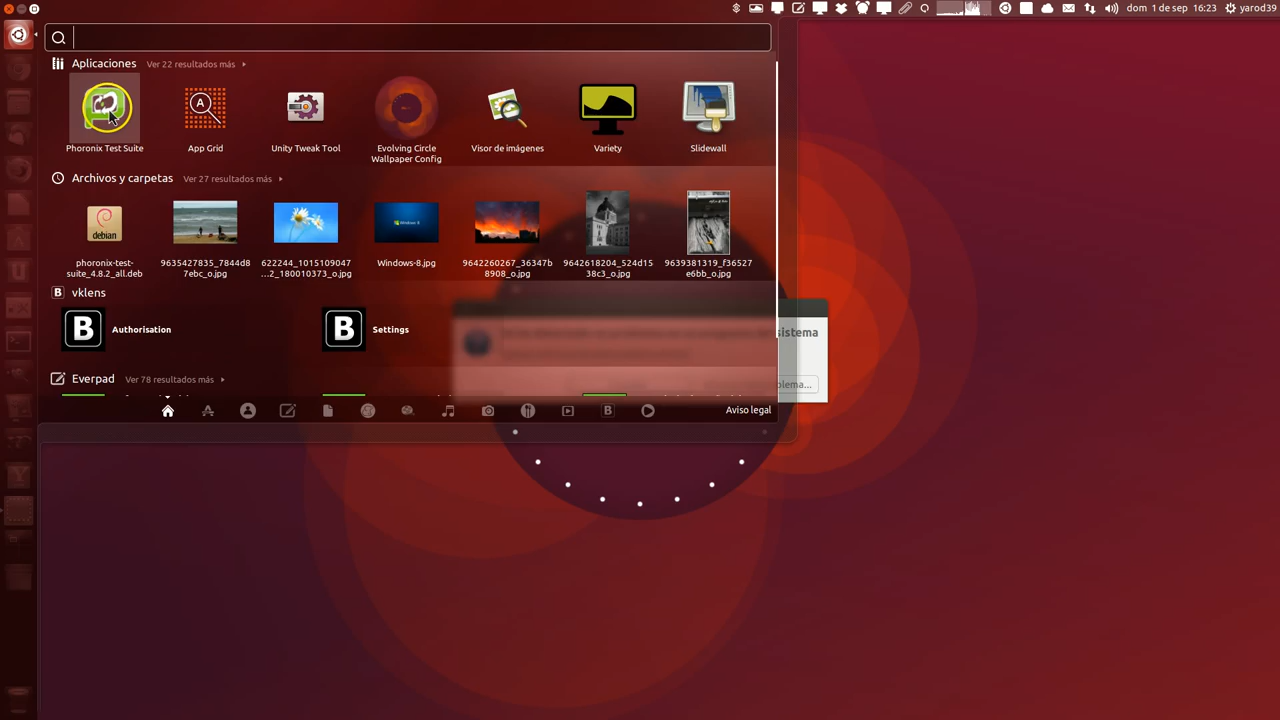 dom 1 de sep 16:23 yarod39
Aplicaciones Ver 22 resultados más
Phoronix Test Suite
App Grid
Unity Tweak Tool
Evolving Circle
Wallpaper Config
Visor de imágenes
Variety
Slidewall
Archivos y carpetas Ver 27 resultados más
debian
phoronix-test-
suite_4.8.2_all.deb
9635427835_7844d8
7ebc_o.jpg
622244_1015109047
...2_180010373_o.jpg
Windows-8.jpg
9642260267_36347b
8908_o.jpg
9642618204_524d15
38c3_o.jpg
9639381319_f36527
e6bb_o.jpg
vklens
B Authorisation
B Settings
sistema
Everpad Ver 78 resultados más
lema...
Aviso legal